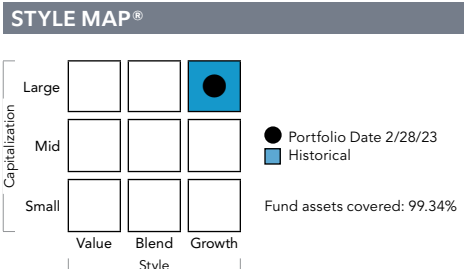 STYLE MAP®
Capitalization
Large
Mid
Small
Portfolio Date 2/28/23
Historical
Fund assets covered: 99.34%
Value Blend Growth
Style